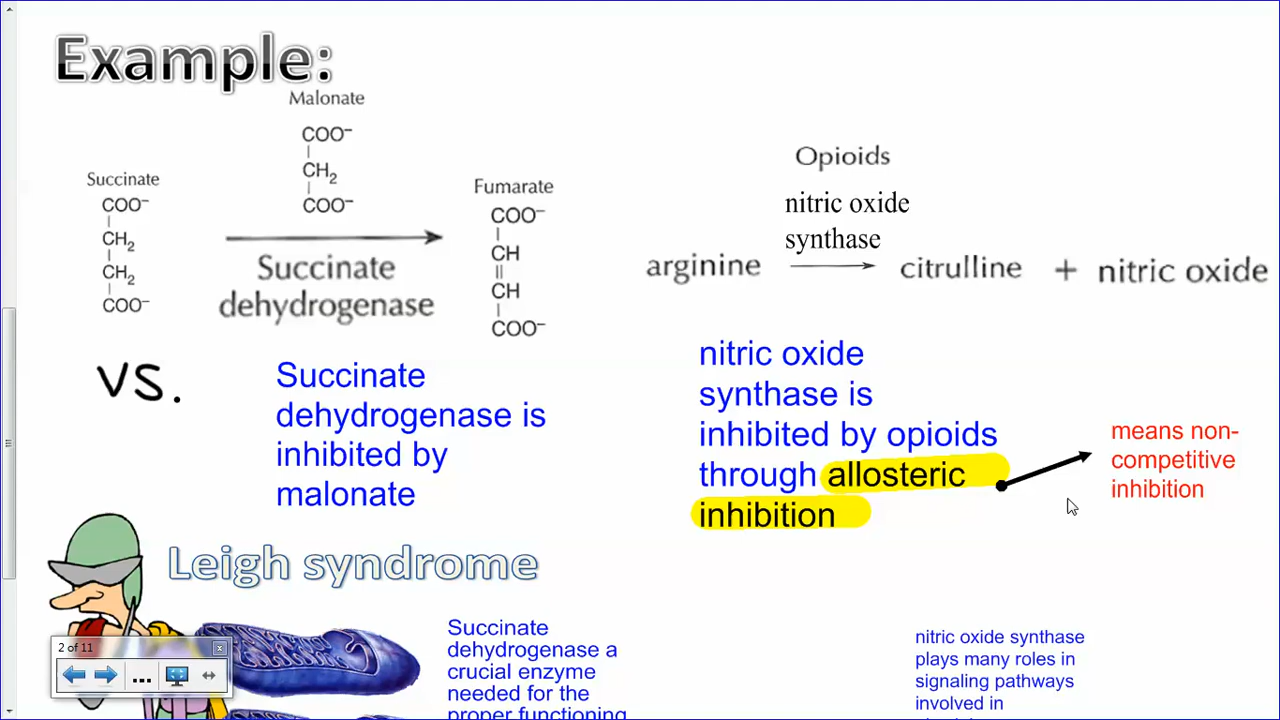 Example:
Malonate
COO⁻
CH₂
COO⁻
Succinate
COO⁻
CH₂
CH₂
COO⁻
Succinate
dehydrogenase
Fumarate
COO⁻
CH
CH
COO⁻
Opioids
nitric oxide
synthase
arginine
citrulline + nitric oxide
vs.
Succinate
dehydrogenase is
inhibited by
malonate
nitric oxide
synthase is
inhibited by opioids
through allosteric
inhibition
means non-
competitive
inhibition
Leigh syndrome
Succinate
dehydrogenase a
crucial enzyme
needed for the
proper functioning
nitric oxide synthase
plays many roles in
signaling pathways
involved in
2 of 11